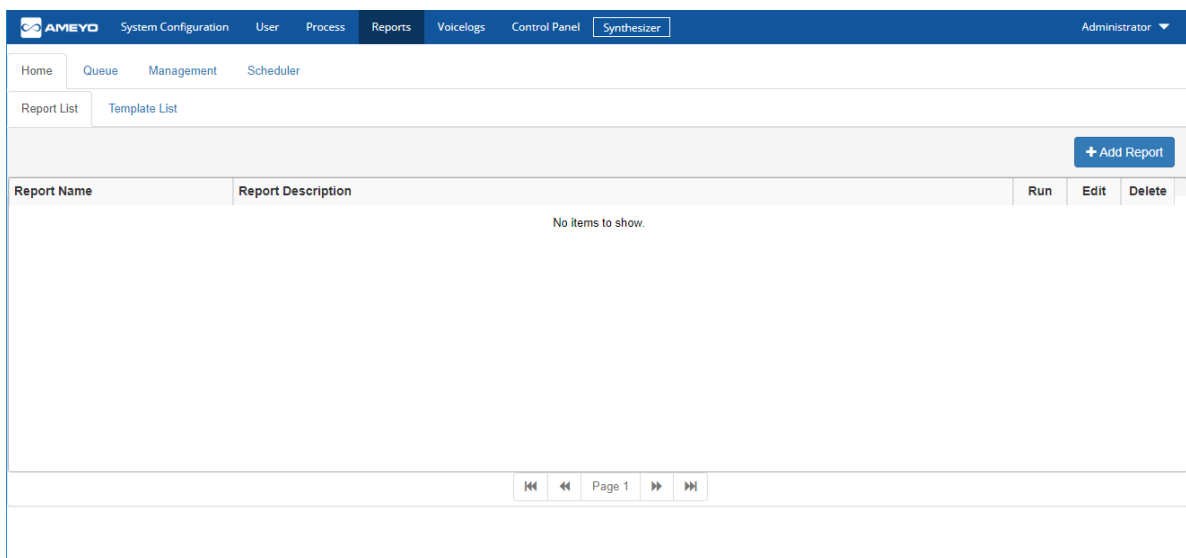 AMEYO System Configuration User Process Reports Voicelogs Control Panel Synthesizer Administrator
Home Queue Management Scheduler
Report List Template List
+ Add Report
Report Name Report Description Run Edit Delete
No items to show.
Page 1